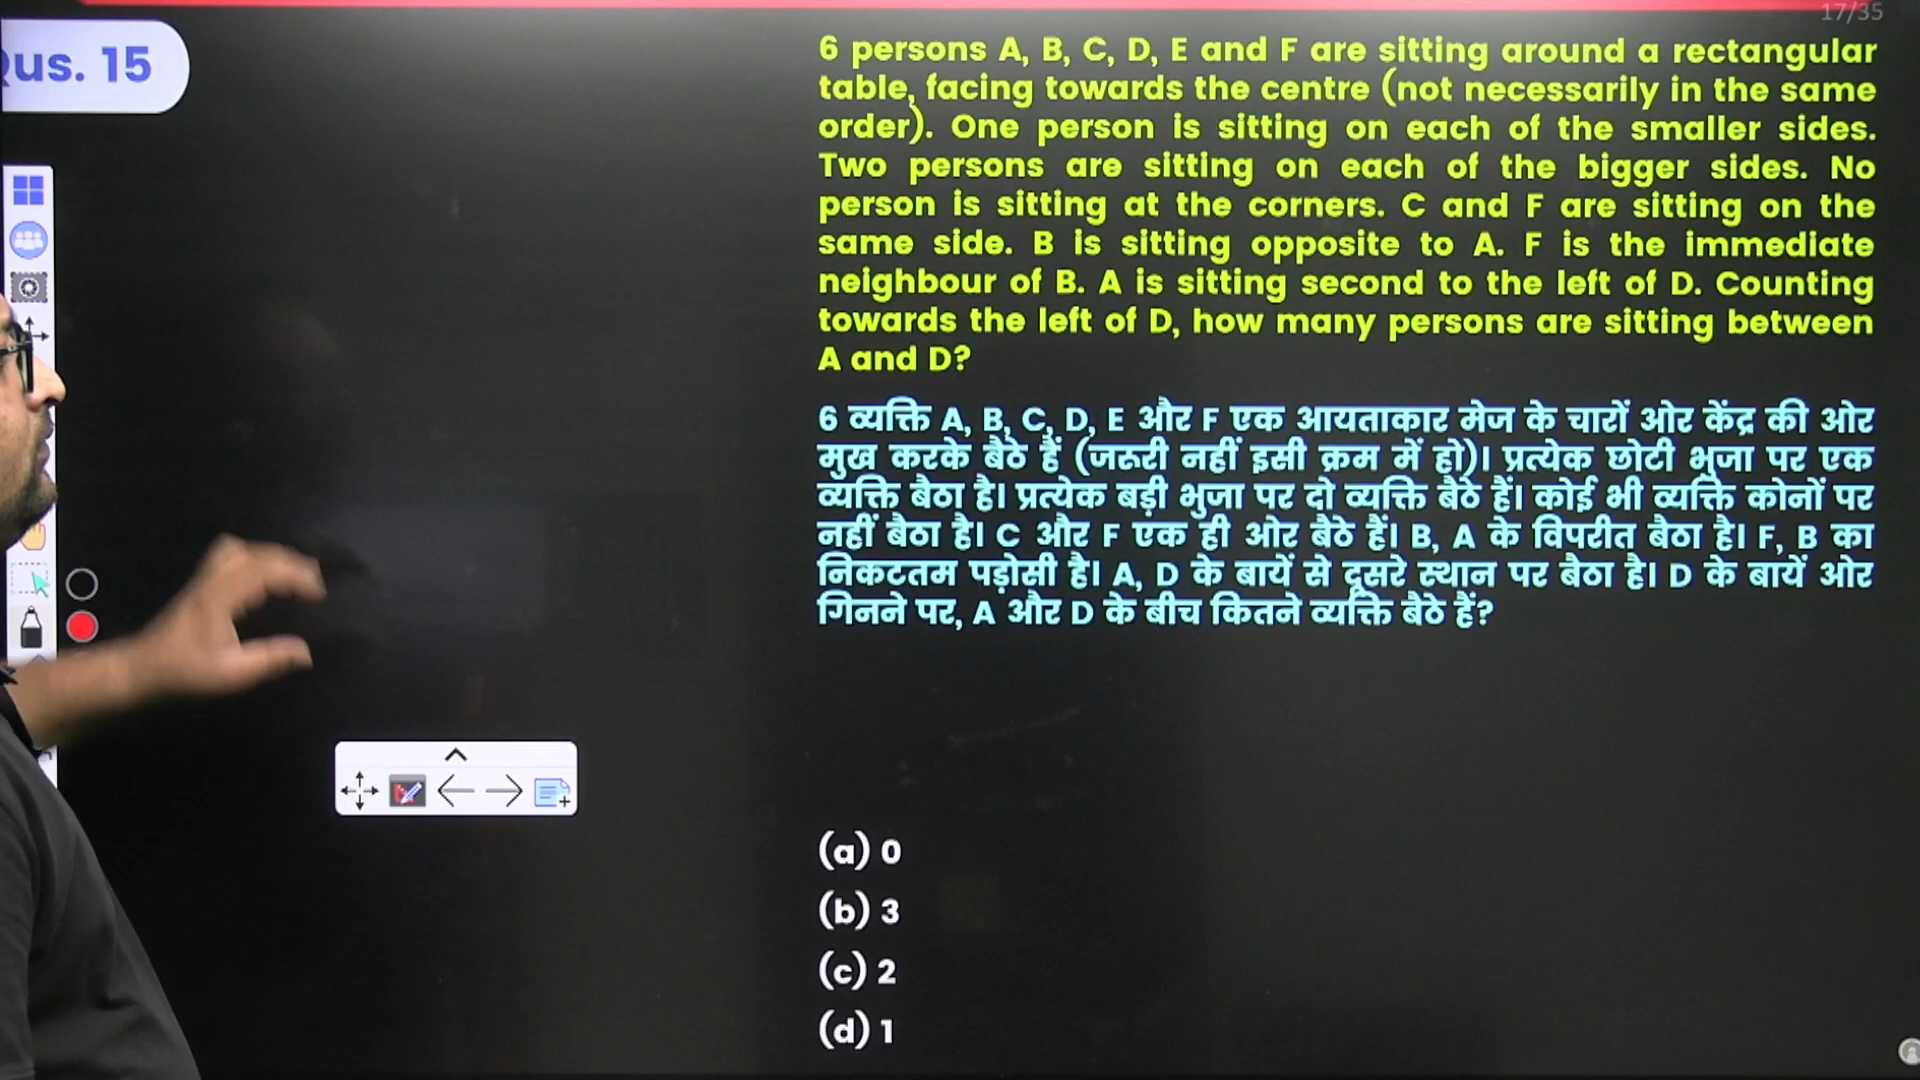 17/35
Qus. 15
6 persons A, B, C, D, E and F are sitting around a rectangular
table, facing towards the centre (not necessarily in the same
order). One person is sitting on each of the smaller sides.
Two persons are sitting on each of the bigger sides. No
person is sitting at the corners. C and F are sitting on the
same side. B is sitting opposite to A. F is the immediate
neighbour of B. A is sitting second to the left of D. Counting
towards the left of D, how many persons are sitting between
A and D?
6 व्यक्ति A, B, C, D, E और F एक आयताकार मेज के चारों ओर केंद्र की ओर
मुख करके बैठे हैं (जरूरी नहीं इसी क्रम में हो)। प्रत्येक छोटी भुजा पर एक
व्यक्ति बैठा है। प्रत्येक बड़ी भुजा पर दो व्यक्ति बैठे हैं। कोई भी व्यक्ति कोनों पर
नहीं बैठा है। C और F एक ही ओर बैठे हैं। B, A के विपरीत बैठा है। F, B का
निकटतम पड़ोसी है। A, D के बायें से दूसरे स्थान पर बैठा है। D के बायें ओर
गिनने पर, A और D के बीच कितने व्यक्ति बैठे हैं?
(a) 0
(b) 3
(c) 2
(d) 1